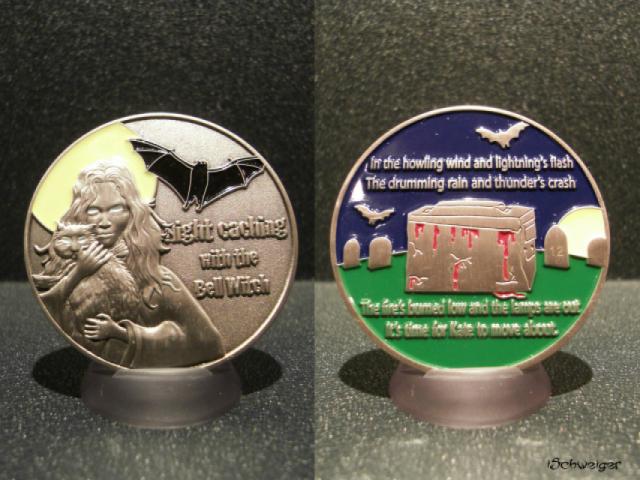 Night caching
with the
Bell Witch
In the howling wind and lightning's flash
The drumming rain and thunder's crash
12
The fire's burned low and the lamps are out
It's time for Kate to move about.
iSchweiger